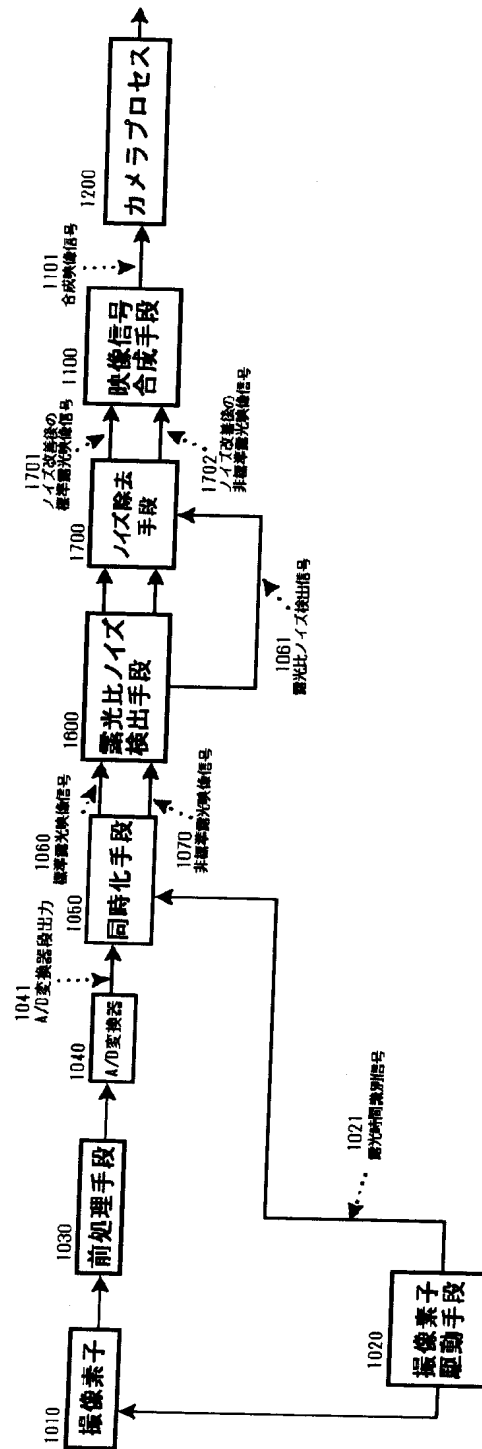 1010
撮像素子
1030
前処理手段
1040
A/D変換器
1041
A/D変換器段出力
1060
同時化手段
1060
標準露光映像信号
1070
非標準露光映像信号
1600
露光比ノイズ
検出手段
1061
露光比ノイズ検出信号
1700
ノイズ除去
手段
1701
ノイズ改善後の
標準露光映像信号
1702
ノイズ改善後の
非標準露光映像信号
1100
映像信号
合成手段
1101
合成映像信号
1200
カメラプロセス
1020
撮像素子
駆動手段
1021
露光時間識別信号